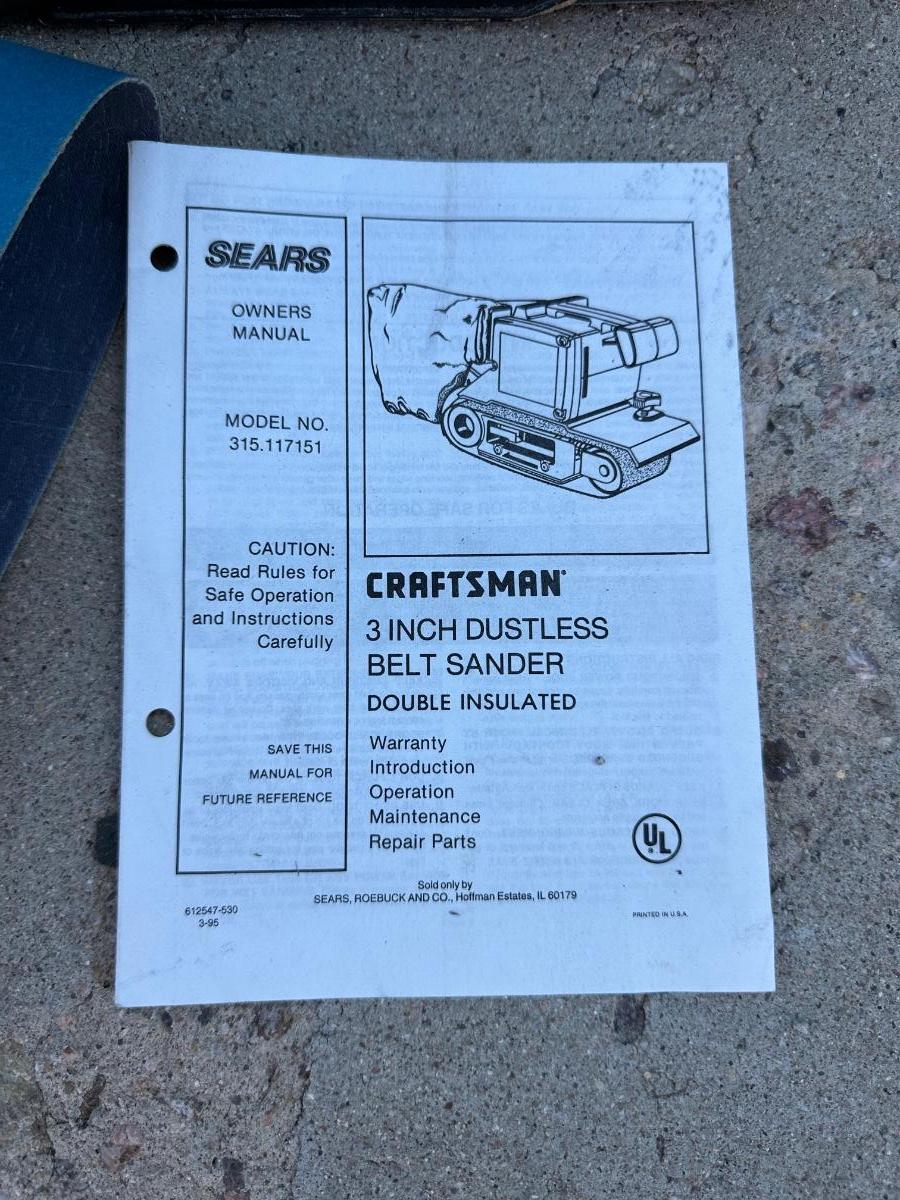 SEARS
OWNERS
MANUAL
MODEL NO.
315.117151
CAUTION:
Read Rules for
Safe Operation
and Instructions
Carefully
SAVE THIS
MANUAL FOR
FUTURE REFERENCE
CRAFTSMAN®
3 INCH DUSTLESS
BELT SANDER
DOUBLE INSULATED
Warranty
Introduction
Operation
Maintenance
Repair Parts
UL
Sold only by
SEARS, ROEBUCK AND CO., Hoffman Estates, IL 60179
612547-530
3-95
PRINTED IN U.S.A.